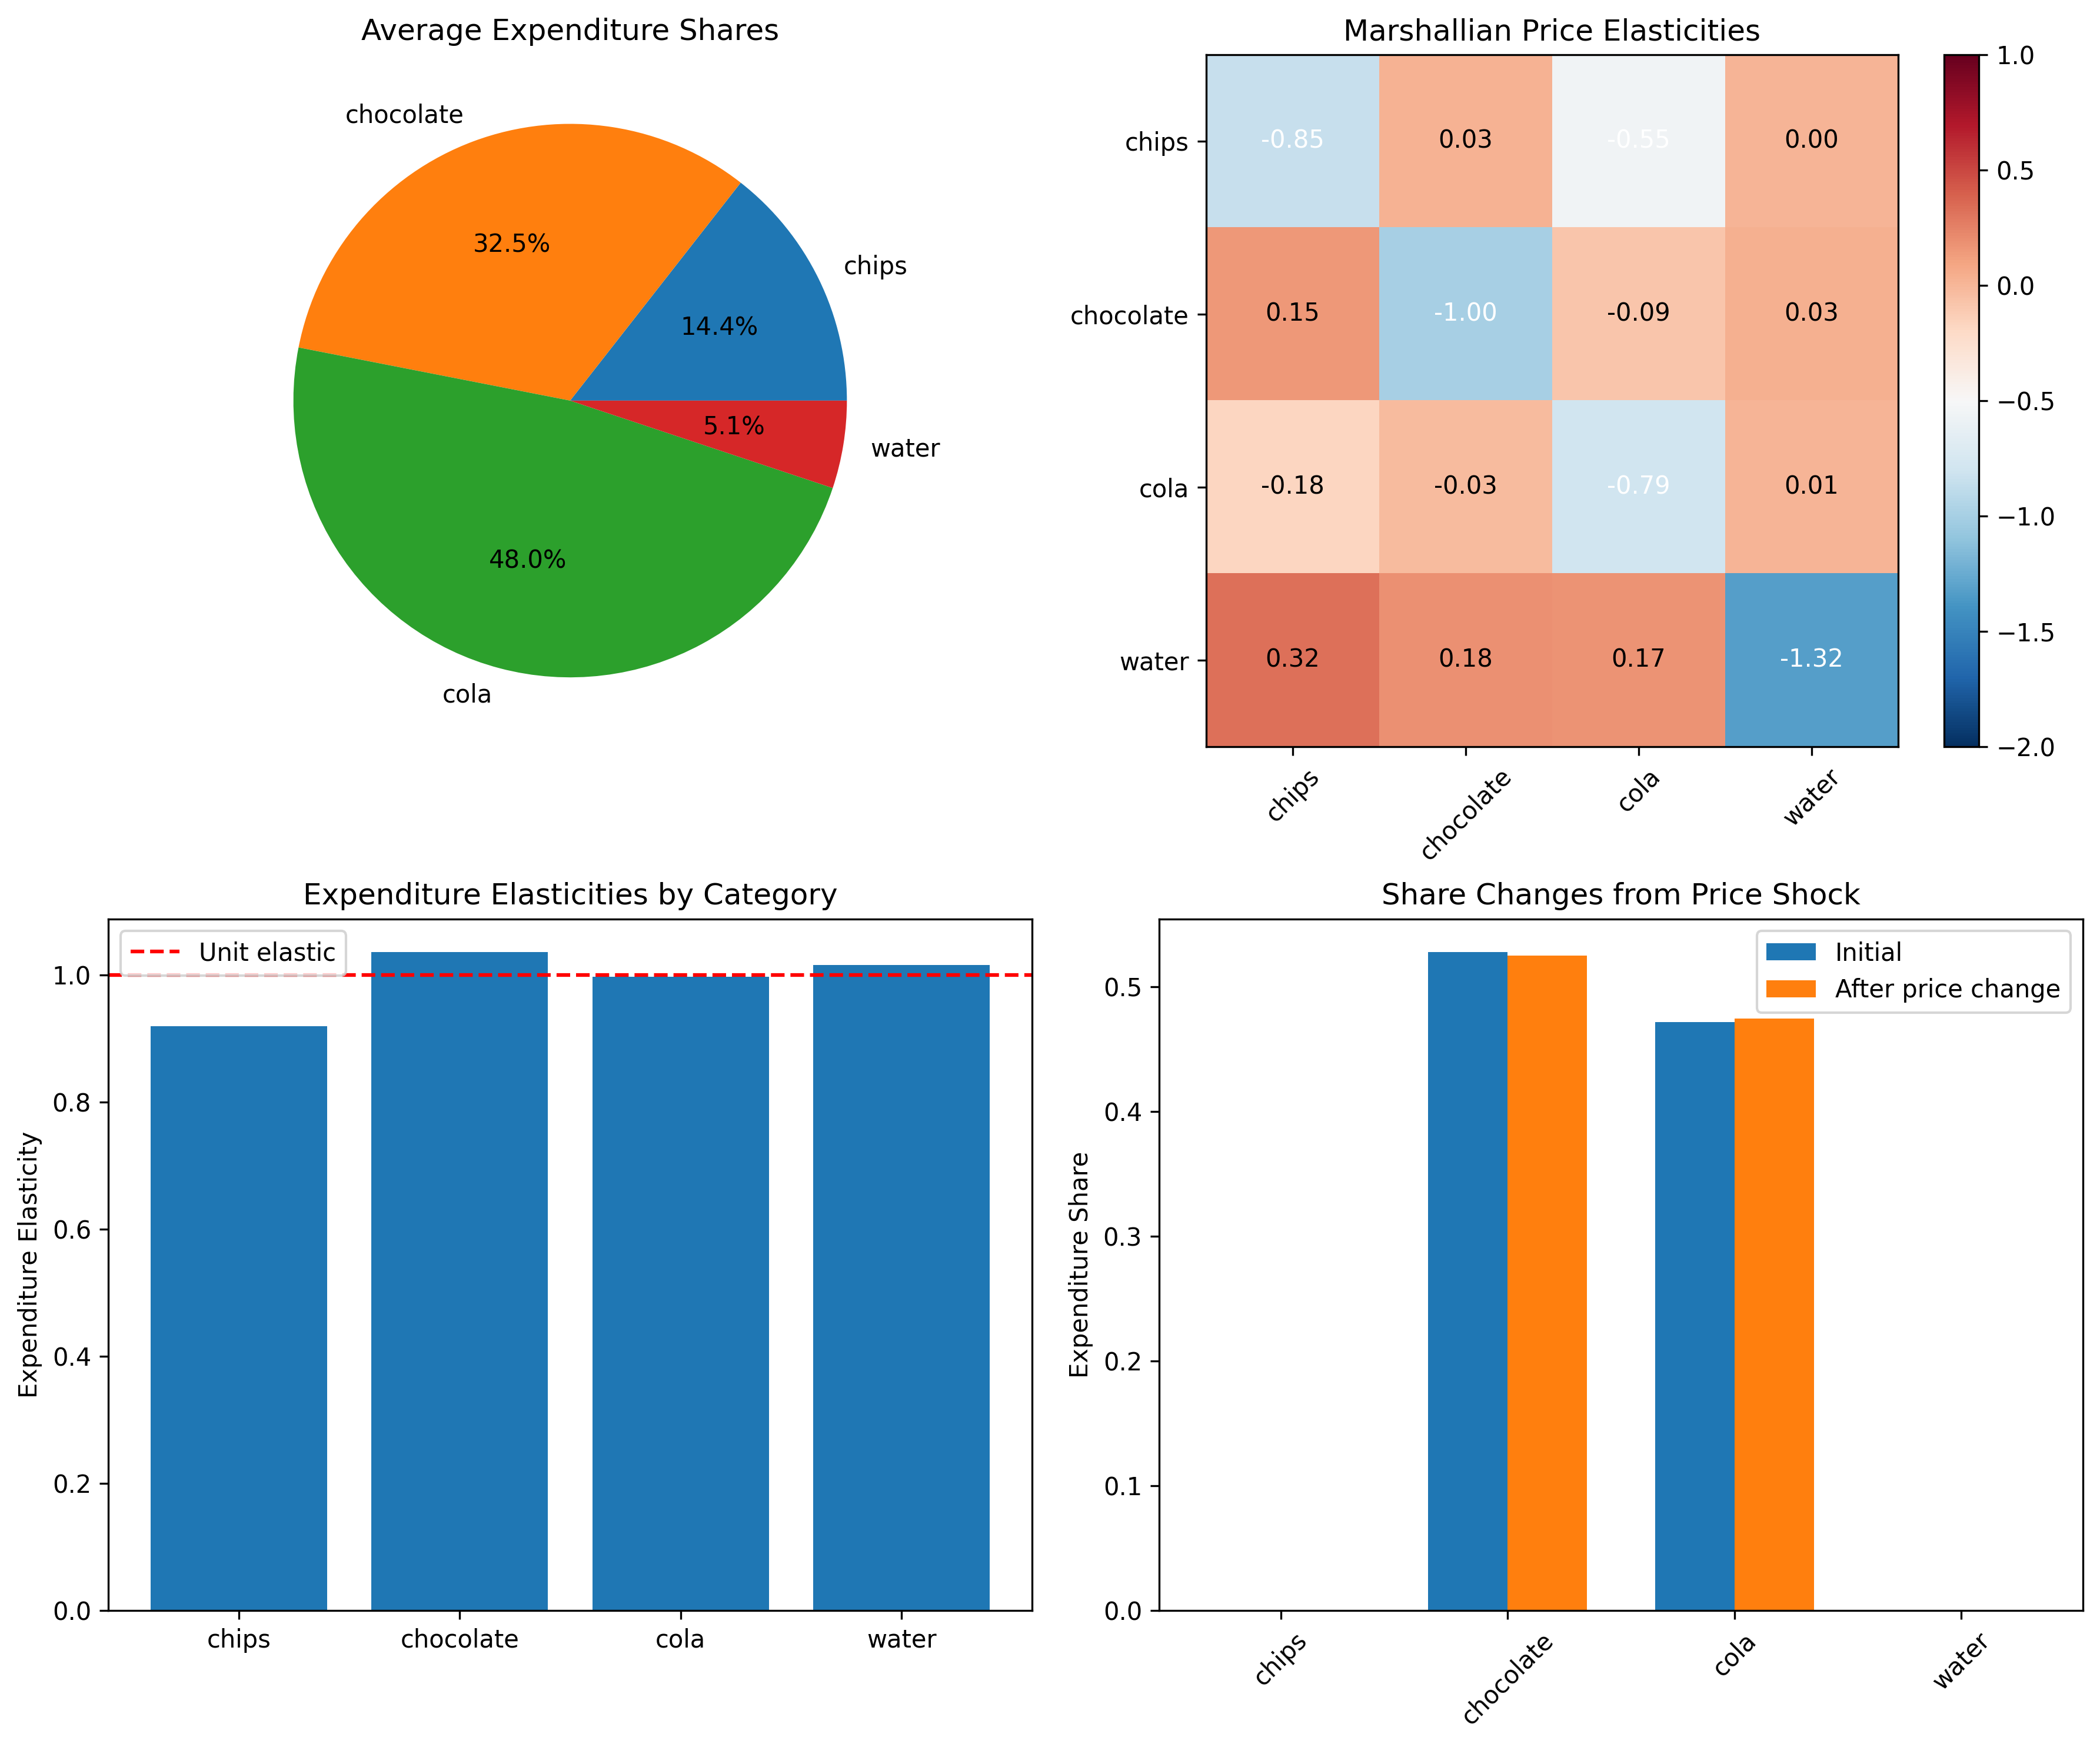 Average Expenditure Shares
chocolate
chips
32.5%
14.4%
5.1%
water
48.0%
cola
Marshallian Price Elasticities
chips
-0.85
0.03
-0.55
0.00
chocolate
0.15
-1.00
-0.09
0.03
cola
-0.18
-0.03
-0.79
0.01
water
0.32
0.18
0.17
-1.32
chips
chocolate
cola
water
1.0
0.5
0.0
−0.5
−1.0
−1.5
−2.0
Expenditure Elasticities by Category
Unit elastic
Expenditure Elasticity
1.0
0.8
0.6
0.4
0.2
0.0
chips
chocolate
cola
water
Share Changes from Price Shock
Initial
After price change
Expenditure Share
0.5
0.4
0.3
0.2
0.1
0.0
chips
chocolate
cola
water